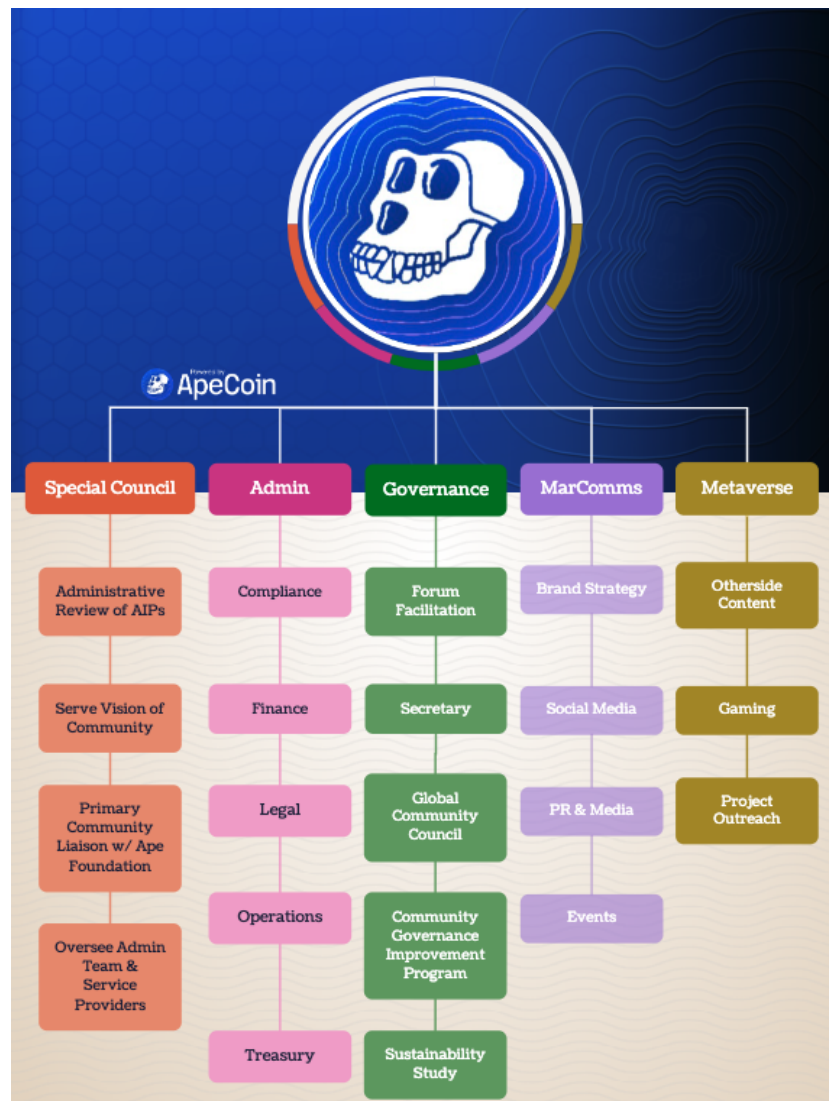 Powered by
ApeCoin
Special Council
Admin
Governance
MarComms
Metaverse
Administrative
Review of AIPs
Serve Vision of
Community
Primary
Community
Liaison w/ Ape
Foundation
Oversee Admin
Team &
Service
Providers
Compliance
Finance
Legal
Operations
Treasury
Forum
Facilitation
Secretary
Global
Community
Council
Community
Governance
Improvement
Program
Sustainability
Study
Brand Strategy
Social Media
PR & Media
Events
Otherside
Content
Gaming
Project
Outreach